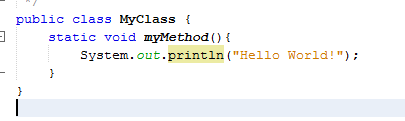 */
public class MyClass {
    static void myMethod(){
        System.out.println("Hello World!");
    }
}